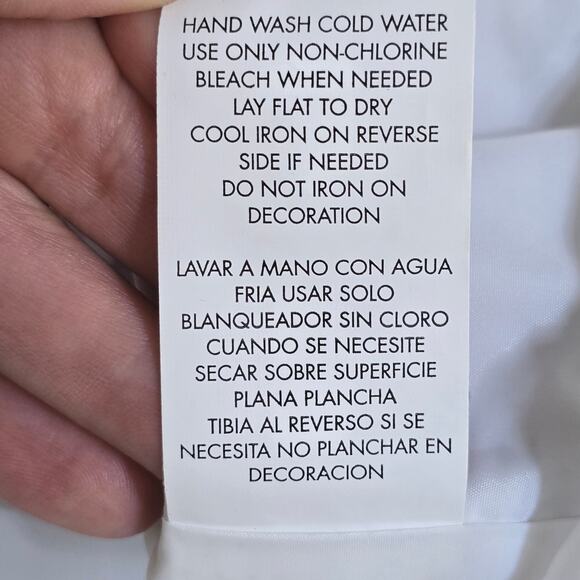 HAND WASH COLD WATER
USE ONLY NON-CHLORINE
BLEACH WHEN NEEDED
LAY FLAT TO DRY
COOL IRON ON REVERSE
SIDE IF NEEDED
DO NOT IRON ON
DECORATION
LAVAR A MANO CON AGUA
FRIA USAR SOLO
BLANQUEADOR SIN CLORO
CUANDO SE NECESITE
SECAR SOBRE SUPERFICIE
PLANA PLANCHA
TIBIA AL REVERSO SI SE
NECESITA NO PLANCHAR EN
DECORACION